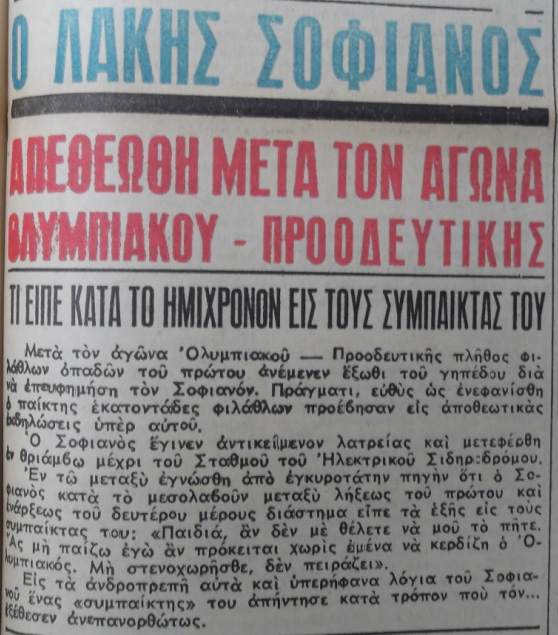 Ο ΛΑΚΗΣ ΣΟΦΙΑΝΟΣ
ΑΠΕΘΕΩΘΗ ΜΕΤΑ ΤΟΝ ΑΓΩΝΑ
ΟΛΥΜΠΙΑΚΟΥ - ΠΡΟΟΔΕΥΤΙΚΗΣ
ΤΙ ΕΙΠΕ ΚΑΤΑ ΤΟ ΗΜΙΧΡΟΝΟΝ ΕΙΣ ΤΟΥΣ ΣΥΜΠΑΙΚΤΑΣ ΤΟΥ
Μετὰ τὸν ἀγῶνα Ὀλυμπιακοῦ — Προοδευτικῆς πλῆθος φι-
λάθλων ὀπαδῶν τοῦ πρώτου ἀνέμενεν ἔξωθι τοῦ γηπέδου διὰ
νὰ ἐπευφημήση τὸν Σοφιανόν. Πράγματι, εὐθὺς ὡς ἐνεφανίσθη
ὁ παίκτης ἑκατοντάδες φιλάθλων προέβησαν εἰς ἀποθεωτικὰς
ἐκδηλώσεις ὑπὲρ αὐτοῦ.
Ὁ Σοφιανὸς ἔγινεν ἀντικείμενον λατρείας καὶ μετεφέρθη
ἐν θριάμβω μέχρι τοῦ Σταθμοῦ τοῦ Ἠλεκτρικοῦ Σιδηροδρόμου.
Ἐν τῶ μεταξὺ ἐγνώσθη ἀπὸ ἐγκυροτάτην πηγὴν ὅτι ὁ Σο-
φιανὸς κατὰ τὸ μεσολαβοῦν μεταξὺ λήξεως τοῦ πρώτου καὶ
ἐνάρξεως τοῦ δευτέρου μέρους διάστημα εἶπε τὰ ἑξῆς εἰς τοὺς
συμπαίκτας του: «Παιδιά, ἂν δὲν μὲ θέλετε νὰ μοῦ τὸ πῆτε.
Ἂς μὴ παίζω ἐγὼ ἂν πρόκειται χωρὶς ἐμένα νὰ κερδίζη ὁ Ὀ-
λυμπιακός. Μὴ στενοχωρῆσθε, δὲν πειράζει».
Εἰς τὰ ἀνδροπρεπῆ αὐτὰ καὶ ὑπερήφανα λόγια τοῦ Σοφια-
νοῦ ἕνας «συμπαίκτης» του ἀπήντησε κατὰ τρόπον ποὺ τόν...
ἐξέθεσεν ἀνεπανορθώτως.